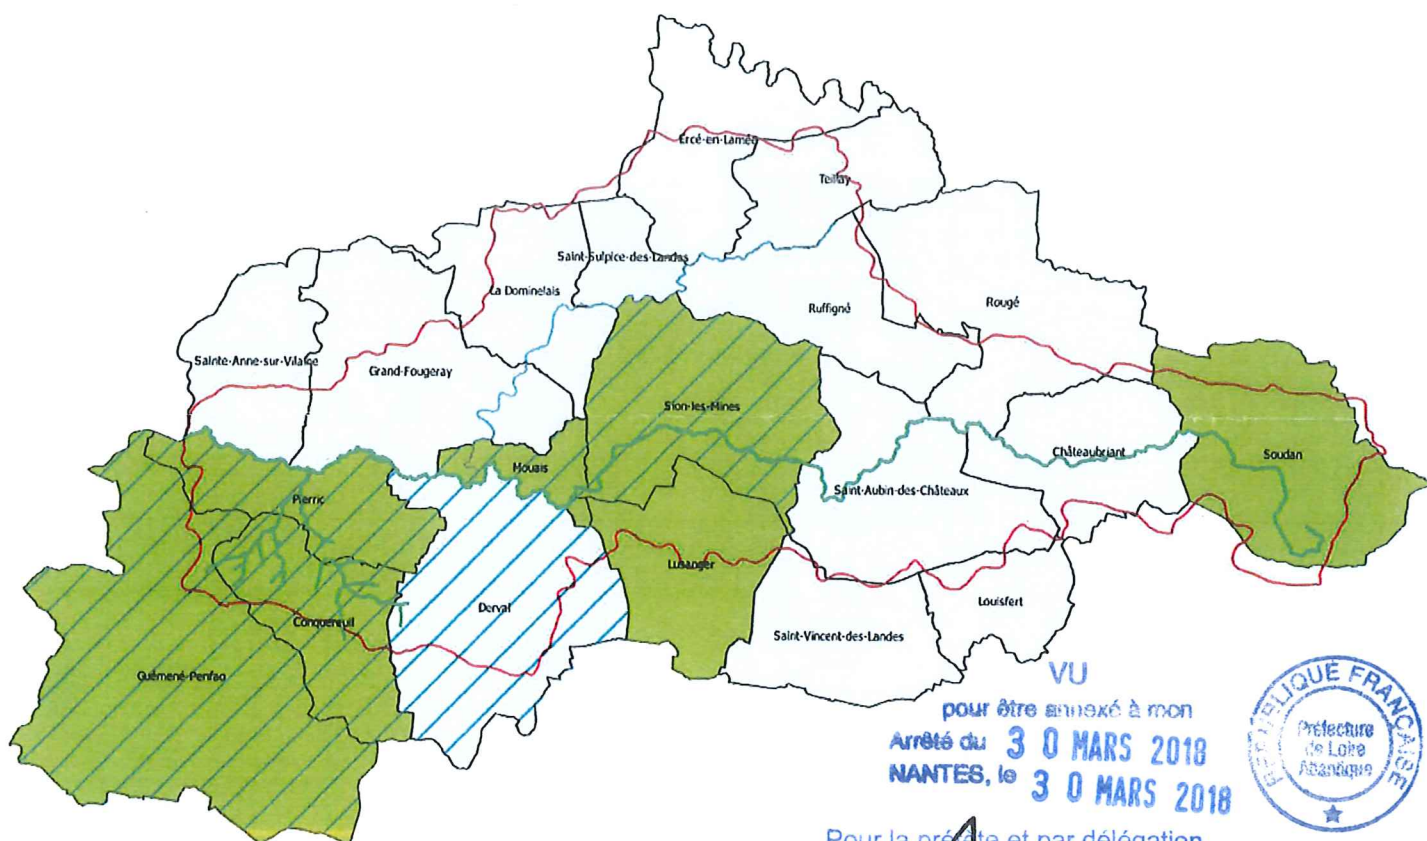 Ercé-en-Lamée
Teillay
Saint-Sulpice-des-Landes
La Dominelais
Ruffigné
Rougé
Sainte-Anne-sur-Vilaine
Grand-Fougeray
Sion-les-Mines
Mouais
Châteaubriant
Soudan
Pierric
Saint-Aubin-des-Châteaux
Lusanger
Derval
Conquereuil
Louisfert
Saint-Vincent-des-Landes
Guémené-Penfao
VU
pour être annexé à mon
Arrêté du 30 MARS 2018
NANTES, le 30 MARS 2018
Pour la préfète et par délégation
RÉPUBLIQUE FRANÇAISE
Préfecture
de Loire
Atlantique